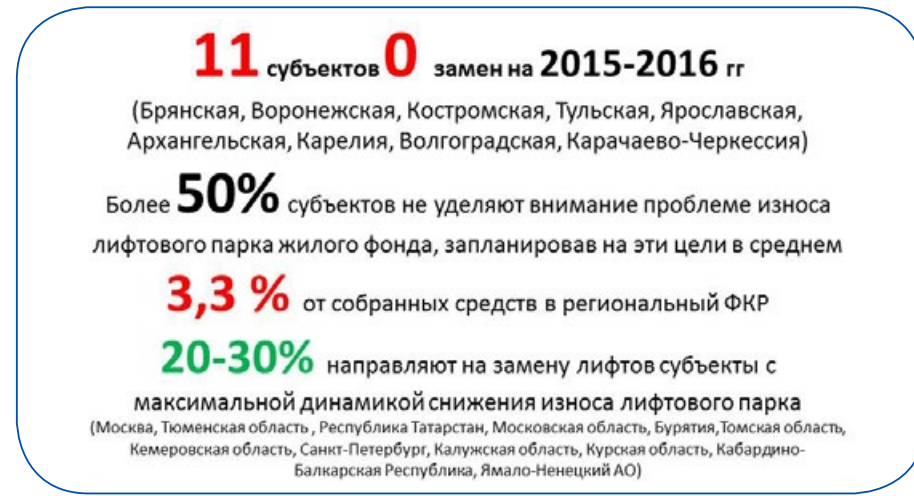 11 субъектов 0 замен на 2015-2016 гг
(Брянская, Воронежская, Костромская, Тульская, Ярославская,
Архангельская, Карелия, Волгоградская, Карачаево-Черкессия)
Более 50% субъектов не уделяют внимание проблеме износа
лифтового парка жилого фонда, запланировав на эти цели в среднем
3,3 % от собранных средств в региональный ФКР
20-30% направляют на замену лифтов субъекты с
максимальной динамикой снижения износа лифтового парка
(Москва, Тюменская область , Республика Татарстан, Московская область, Бурятия,Томская область,
Кемеровская область, Санкт-Петербург, Калужская область, Курская область, Кабардино-
Балкарская Республика, Ямало-Ненецкий АО)